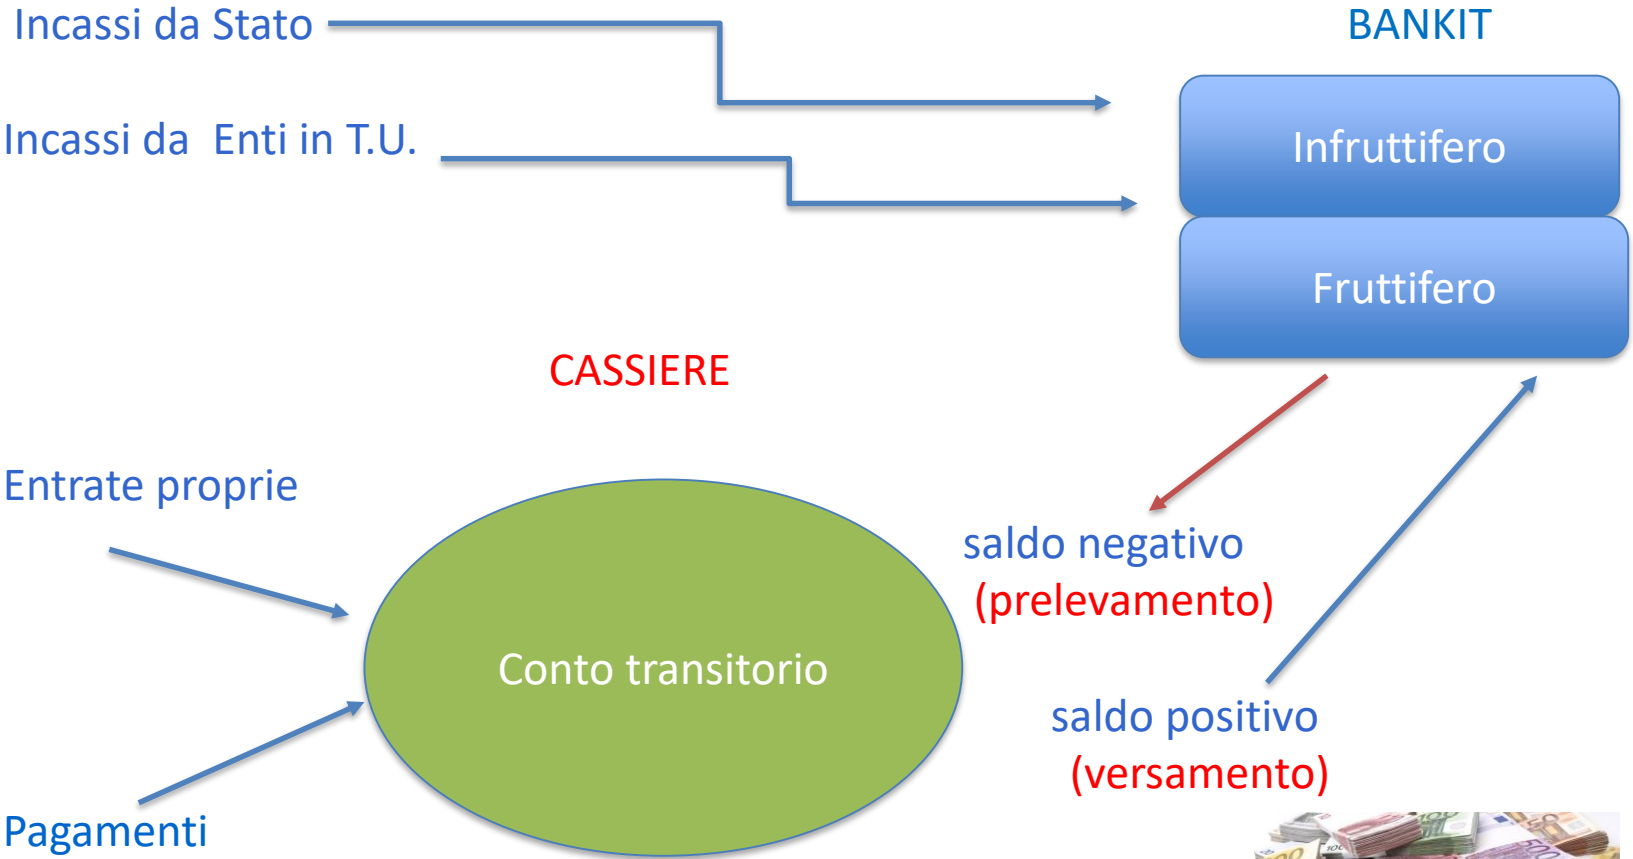 Incassi da Stato
BANKIT
Incassi da Enti in T.U.
Infruttifero
Fruttifero
CASSIERE
Entrate proprie
saldo negativo
(prelevamento)
Conto transitorio
saldo positivo
(versamento)
Pagamenti